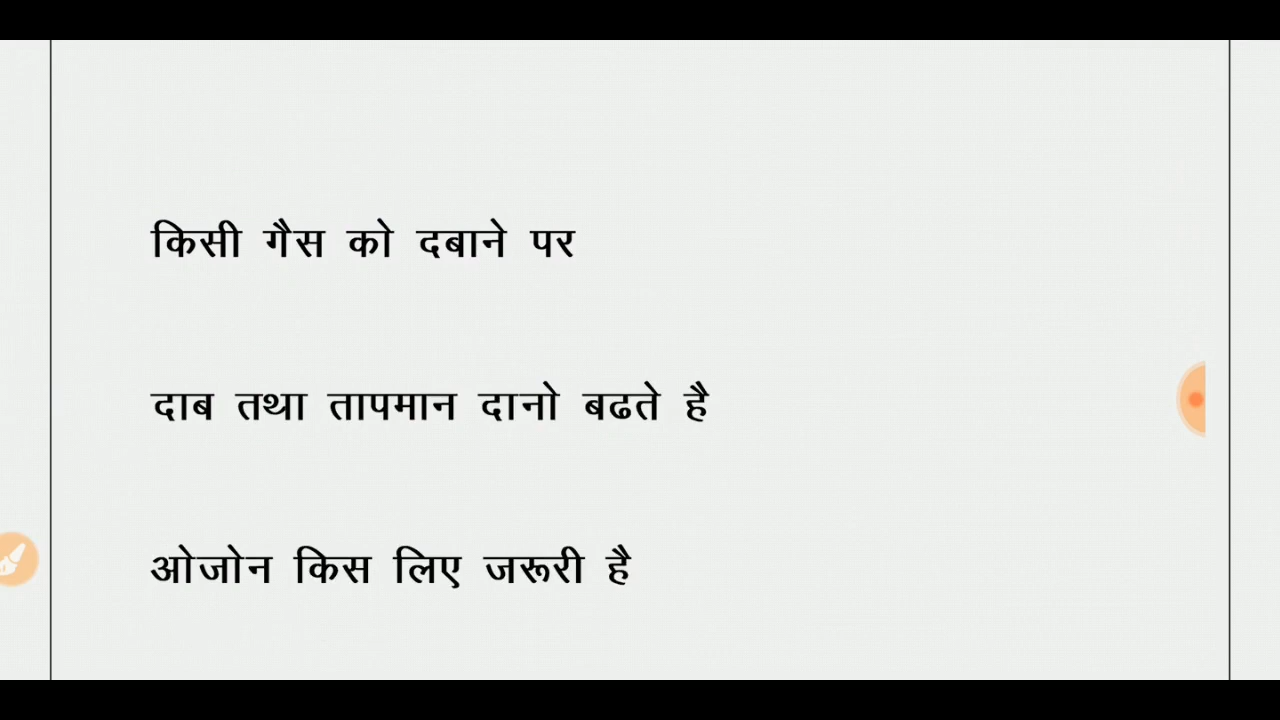 किसी गैस को दबाने पर
दाब तथा तापमान दानो बढते है
ओजोन किस लिए जरूरी है